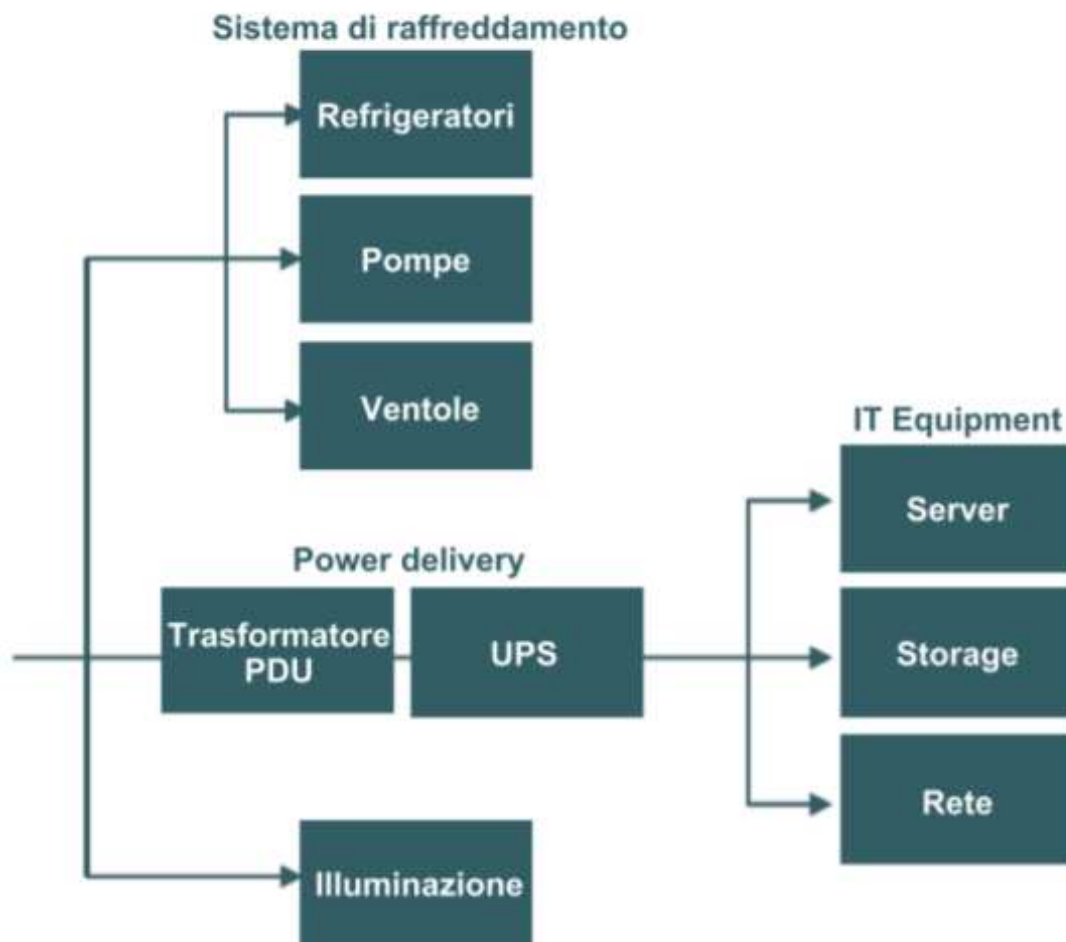 Sistema di raffreddamento
Refrigeratori
Pompe
Ventole
IT Equipment
Server
Power delivery
Trasformatore
PDU
UPS
Storage
Rete
Illuminazione